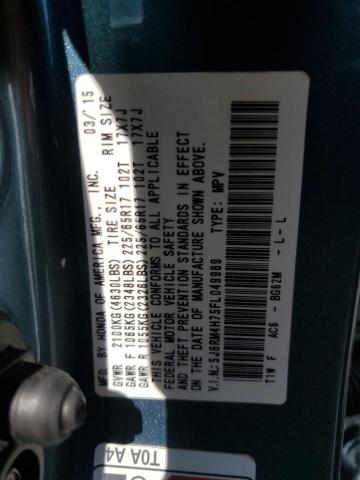 MFD. BY HONDA OF AMERICA MFG., INC. 03/'15
GVWR 2100KG(4630LBS) TIRE SIZE RIM SIZE
GAWR F 1065KG(2348LBS) 225/65R17 102T 17X7J
GAWR R 1055KG(2326LBS) 225/65R17 102T 17X7J
THIS VEHICLE CONFORMS TO ALL APPLICABLE
FEDERAL MOTOR VEHICLE SAFETY
AND THEFT PREVENTION STANDARDS IN EFFECT
ON THE DATE OF MANUFACTURE SHOWN ABOVE.
V.I.N.:5J6RM4H75FL049989 TYPE: MPV
T1W F AC6 - BG62M - L - L
T0A A4